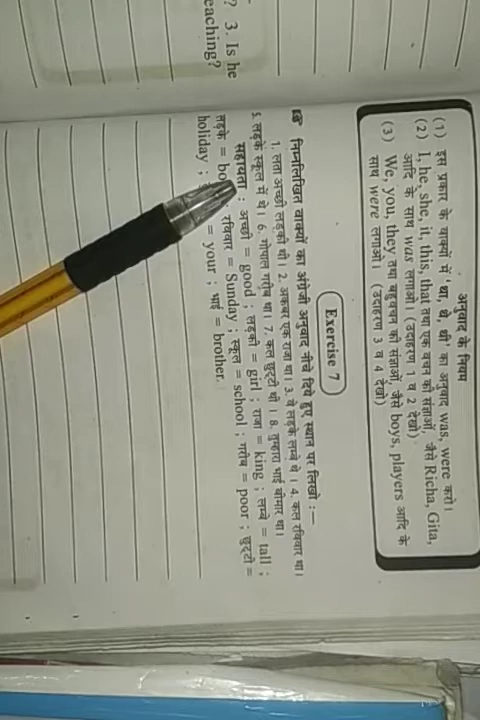 ? 3. Is he
eaching?
अनुवाद के नियम
(1) इस प्रकार के वाक्यों में 'था, थे, थी' का अनुवाद was, were करो।
(2) I, he, she, it, this, that तथा एक वचन की संज्ञाओं, जैसे Richa, Gita,
आदि के साथ was लगाओ। (उदाहरण 1 व 2 देखो)
(3) We, you, they तथा बहुवचन की संज्ञाओं, जैसे boys, players आदि के
साथ were लगाओ। (उदाहरण 3 व 4 देखो)
Exercise 7
निम्नलिखित वाक्यों का अंग्रेजी अनुवाद नीचे दिये हुए स्थान पर लिखो :—
1. लता अच्छी लड़की थी। 2. अकबर एक राजा था। 3. ये लड़के लम्बे थे। 4. कल रविवार था।
5. लड़के स्कूल में थे। 6. गोपाल गरीब था। 7. कल छुट्टी थी। 8. तुम्हारा भाई बीमार था।
सहायता : अच्छी = good ; लड़की = girl ; राजा = king ; लम्बे = tall ;
लड़के = bo रविवार = Sunday ; स्कूल = school ; गरीब = poor ; छुट्टी =
holiday ; = your ; भाई = brother.